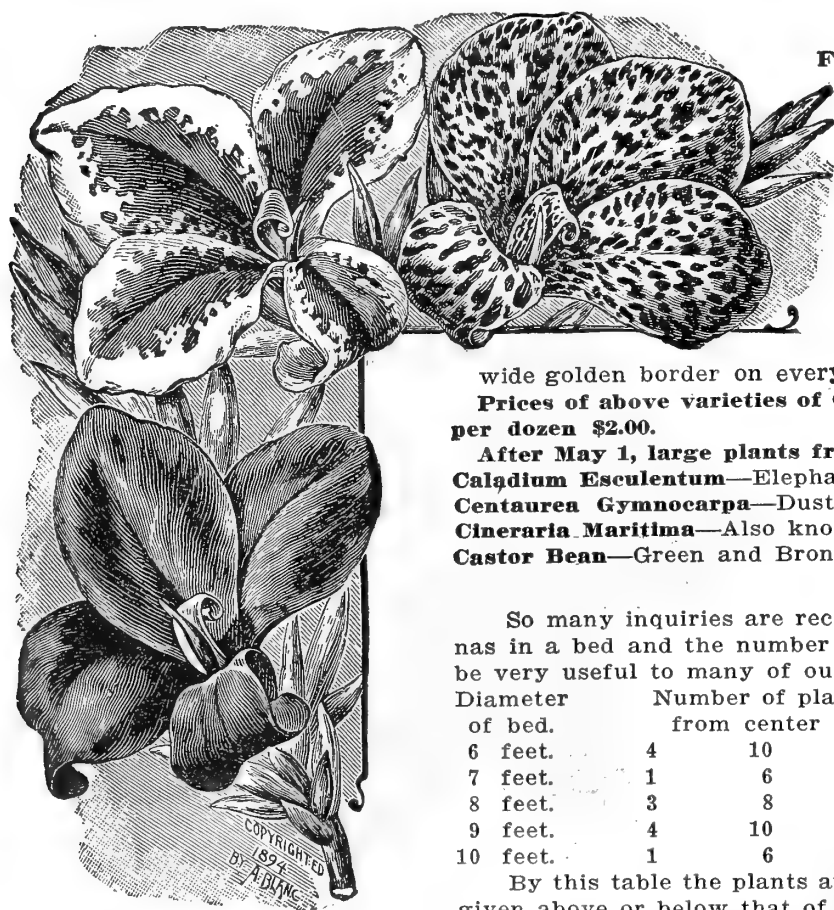 F
wide golden border on every
Prices of above varieties of
per dozen $2.00.
After May 1, large plants fr
Caladium Esculentum—Elepha
Centaurea Gymnocarpa—Dust
Cineraria Maritima—Also kno
Castor Bean—Green and Bron
So many inquiries are rec
nas in a bed and the number
be very useful to many of ou
Diameter Number of pla
of bed. from center
6 feet. 4 10
7 feet. 1 6
8 feet. 3 8
9 feet. 4 10
10 feet. 1 6
By this table the plants a
given above or below that of
COPYRIGHTED
1894
BY A. BLANC